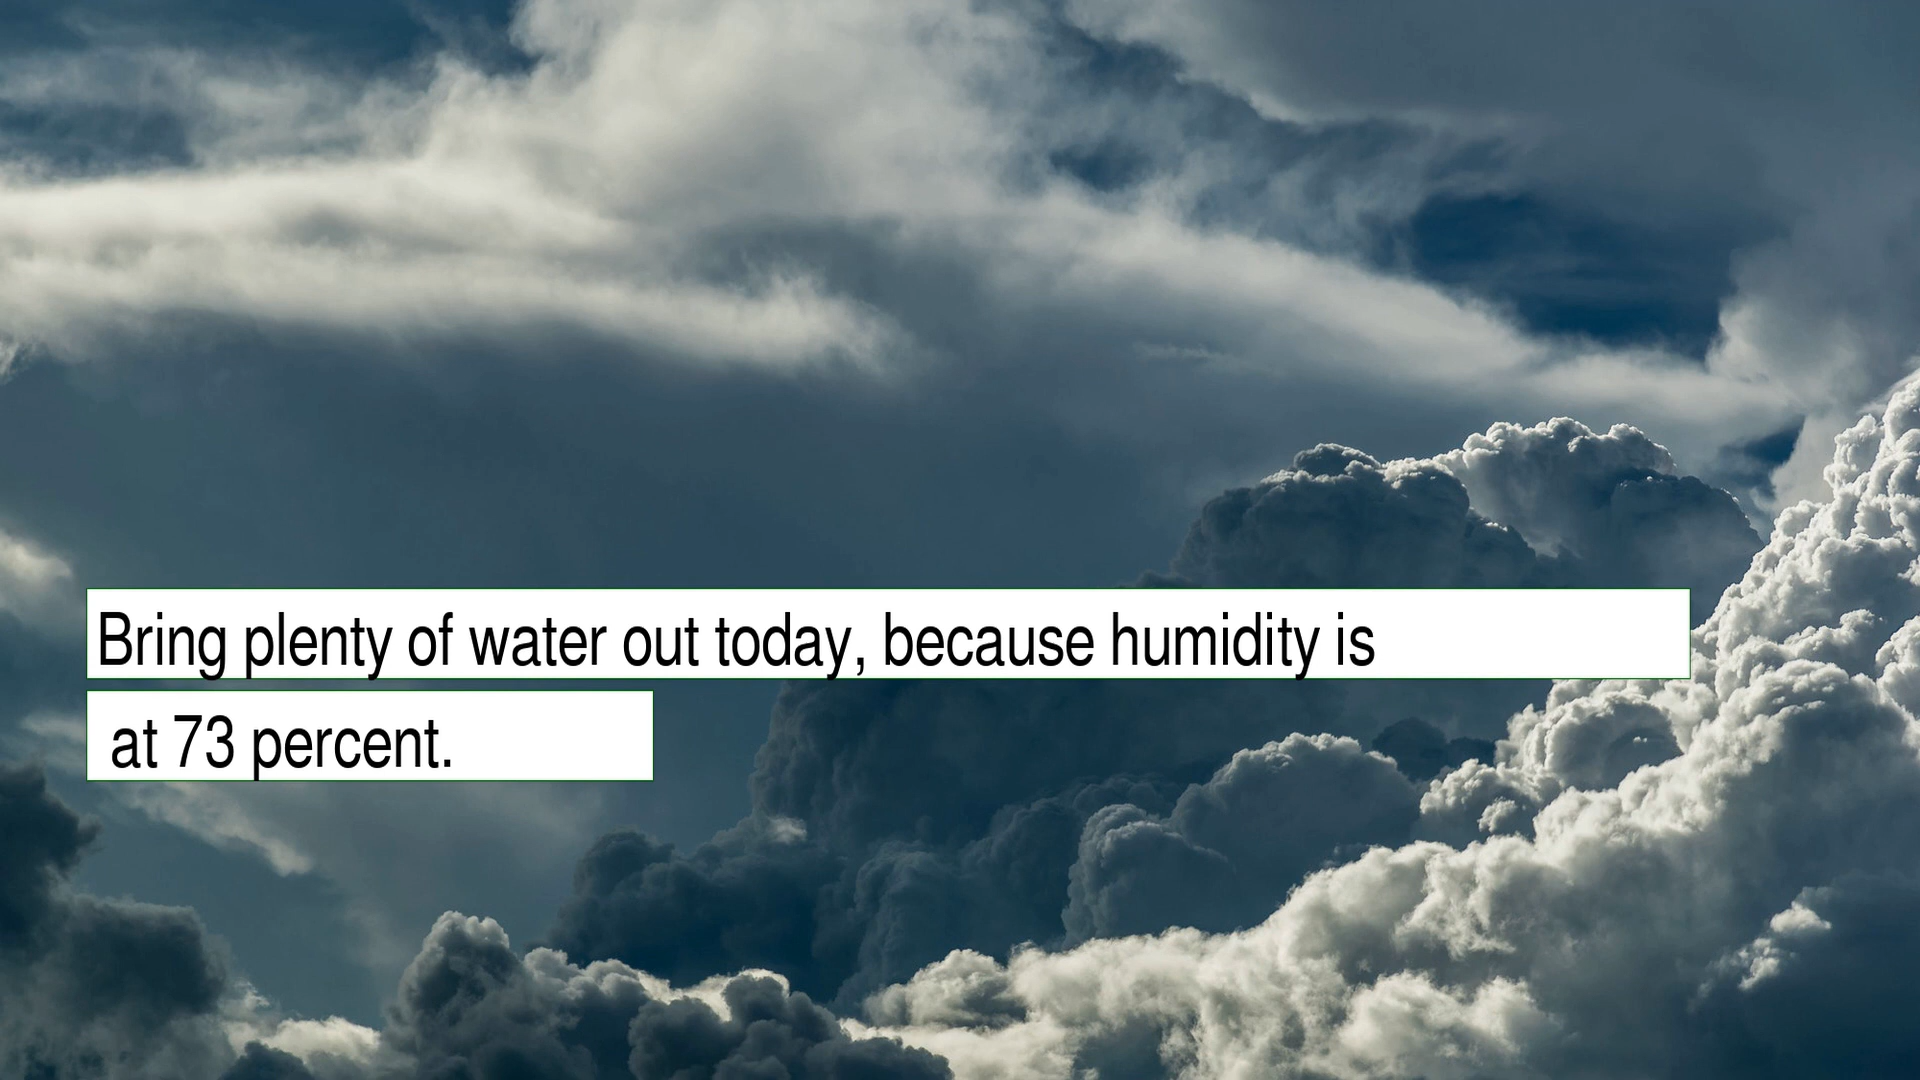 Bring plenty of water out today, because humidity is
at 73 percent.